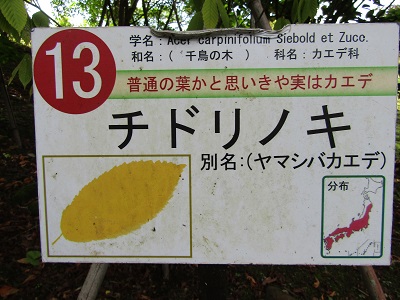 13
学名：Acer carpinifolium Siebold et Zucc.
和名：（ 千鳥の木 ） 科名：カエデ科
普通の葉かと思いきや実はカエデ
チドリノキ
別名:（ヤマシバカエデ）
分布